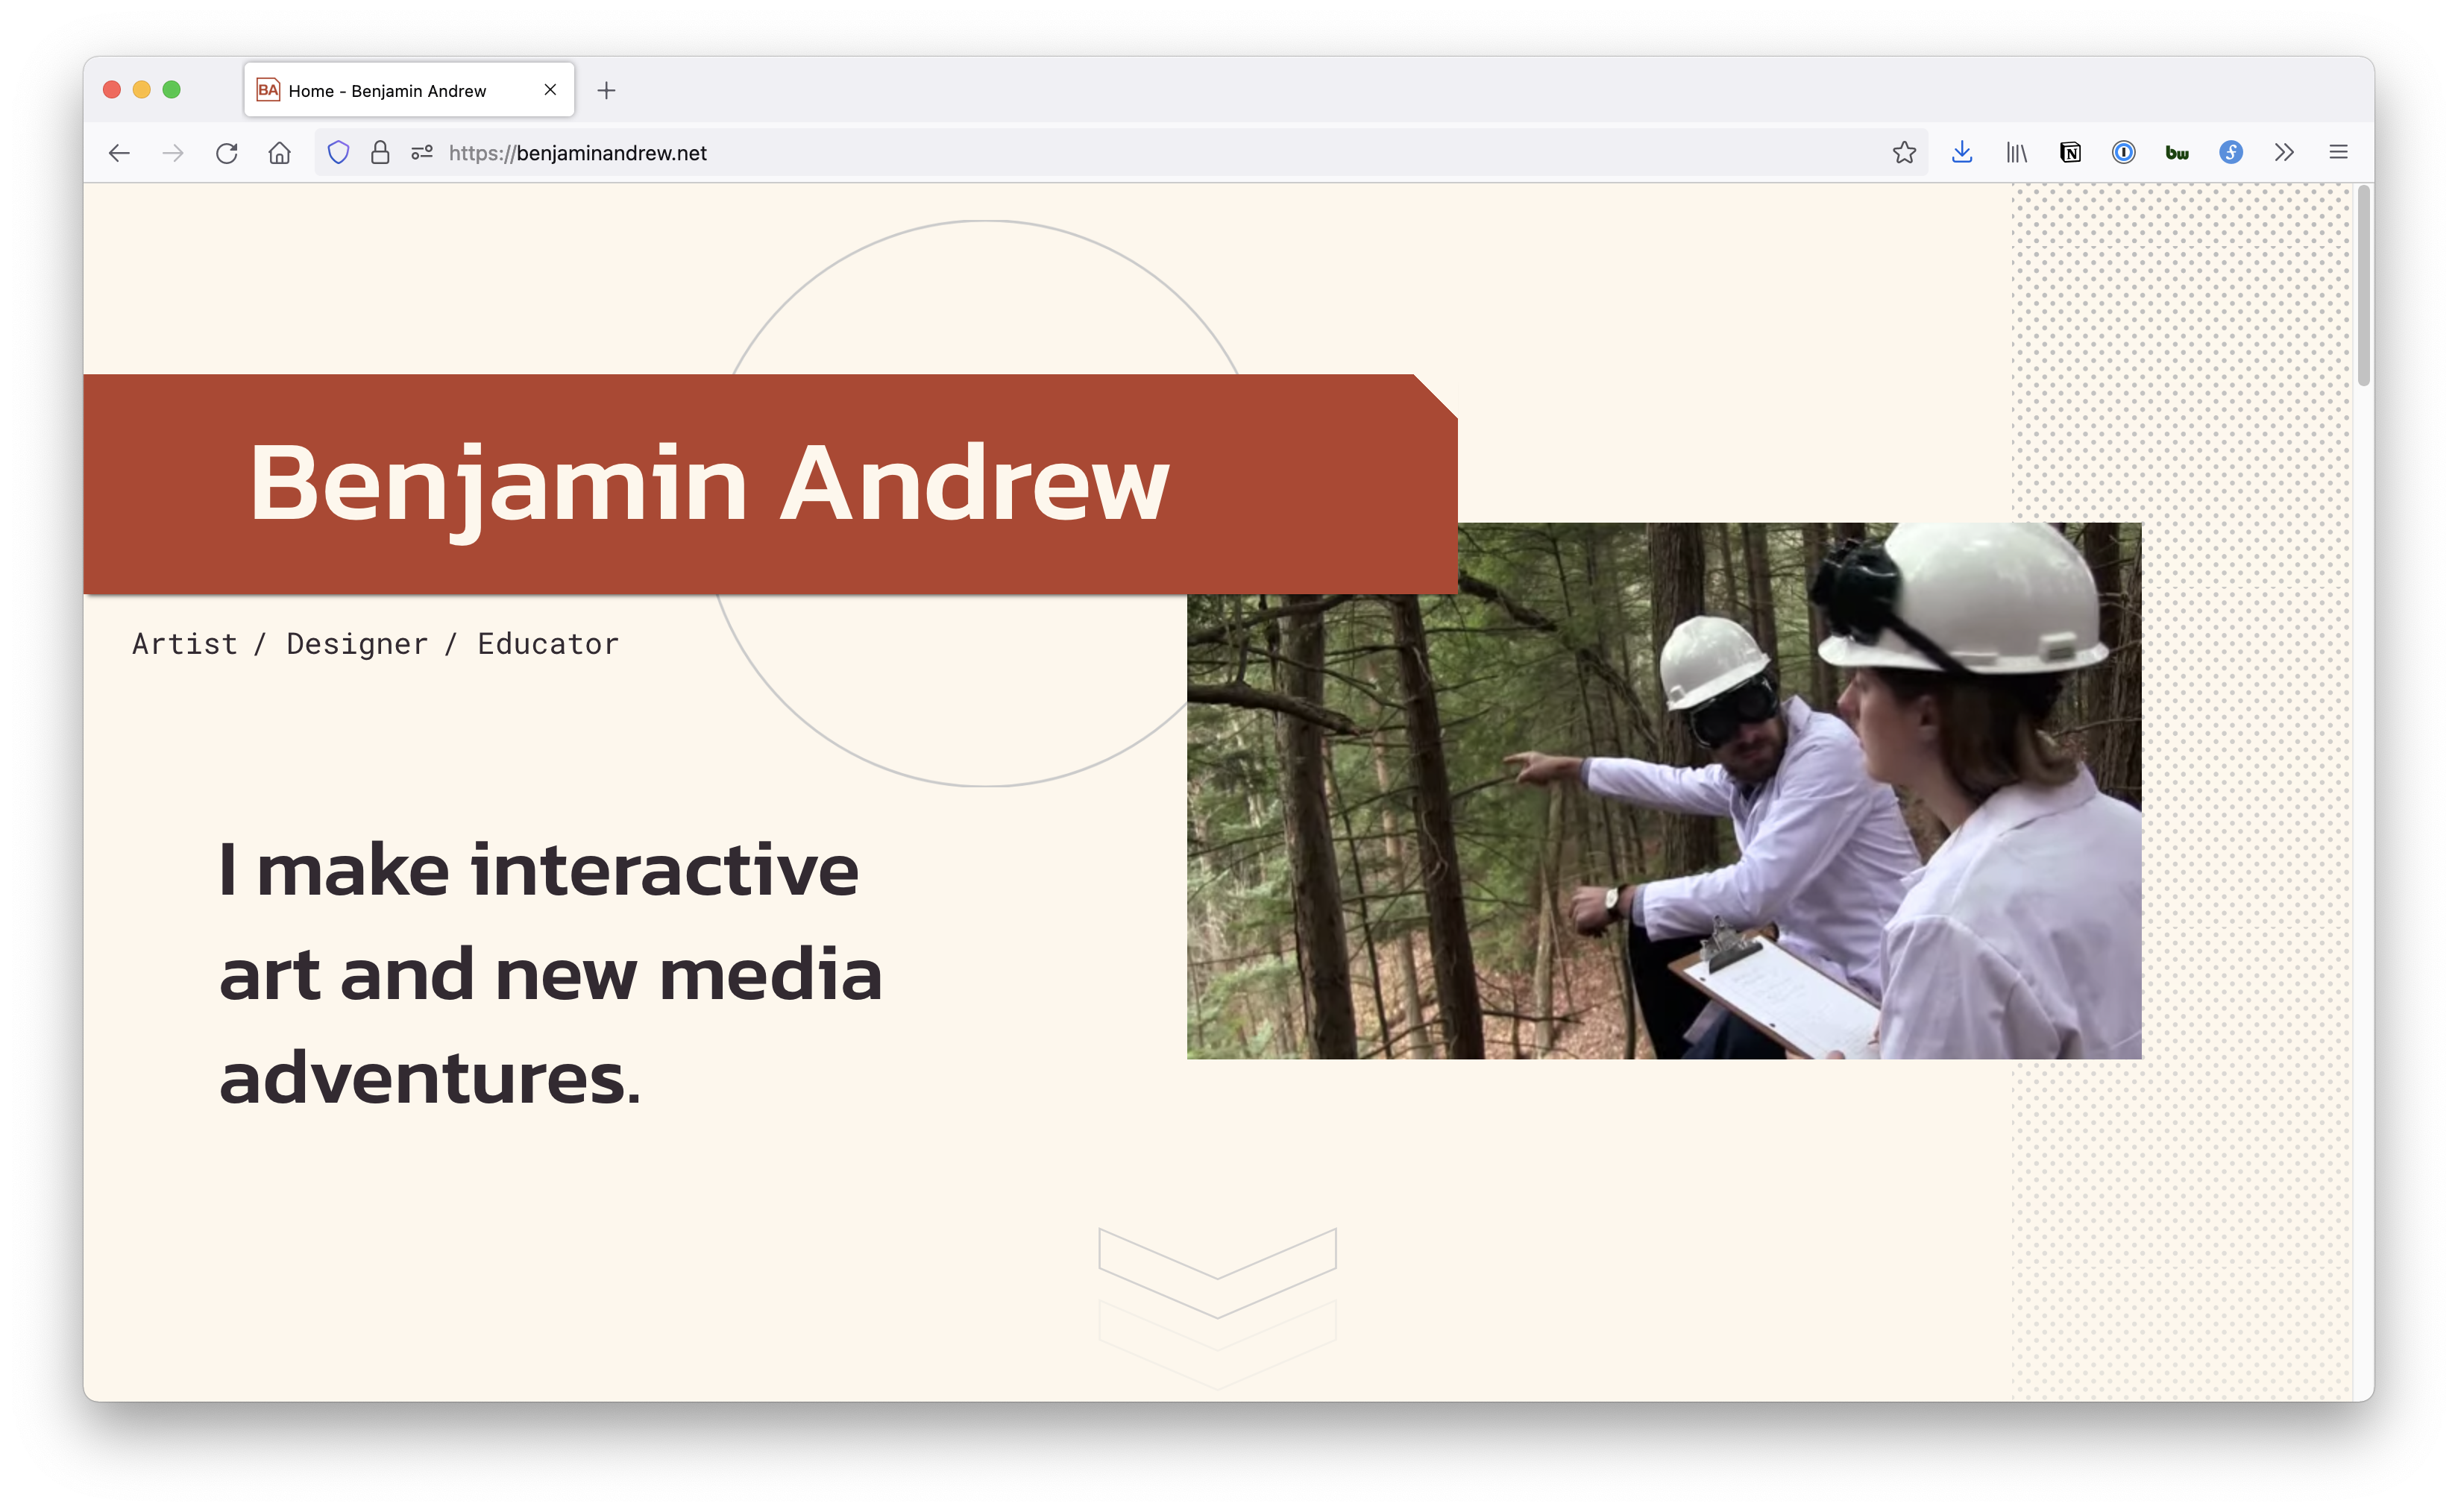 BA Home - Benjamin Andrew
https://benjaminandrew.net
N
bw
Benjamin Andrew
Artist / Designer / Educator
I make interactive
art and new media
adventures.